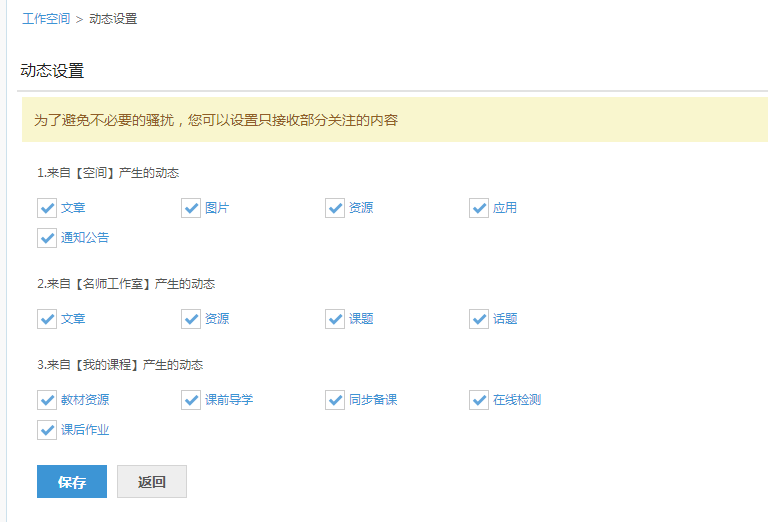 工作空间 > 动态设置
动态设置
为了避免不必要的骚扰，您可以设置只接收部分关注的内容
1.来自【空间】产生的动态
文章 图片 资源 应用
通知公告
2.来自【名师工作室】产生的动态
文章 资源 课题 话题
3.来自【我的课程】产生的动态
教材资源 课前导学 同步备课 在线检测
课后作业
保存 返回